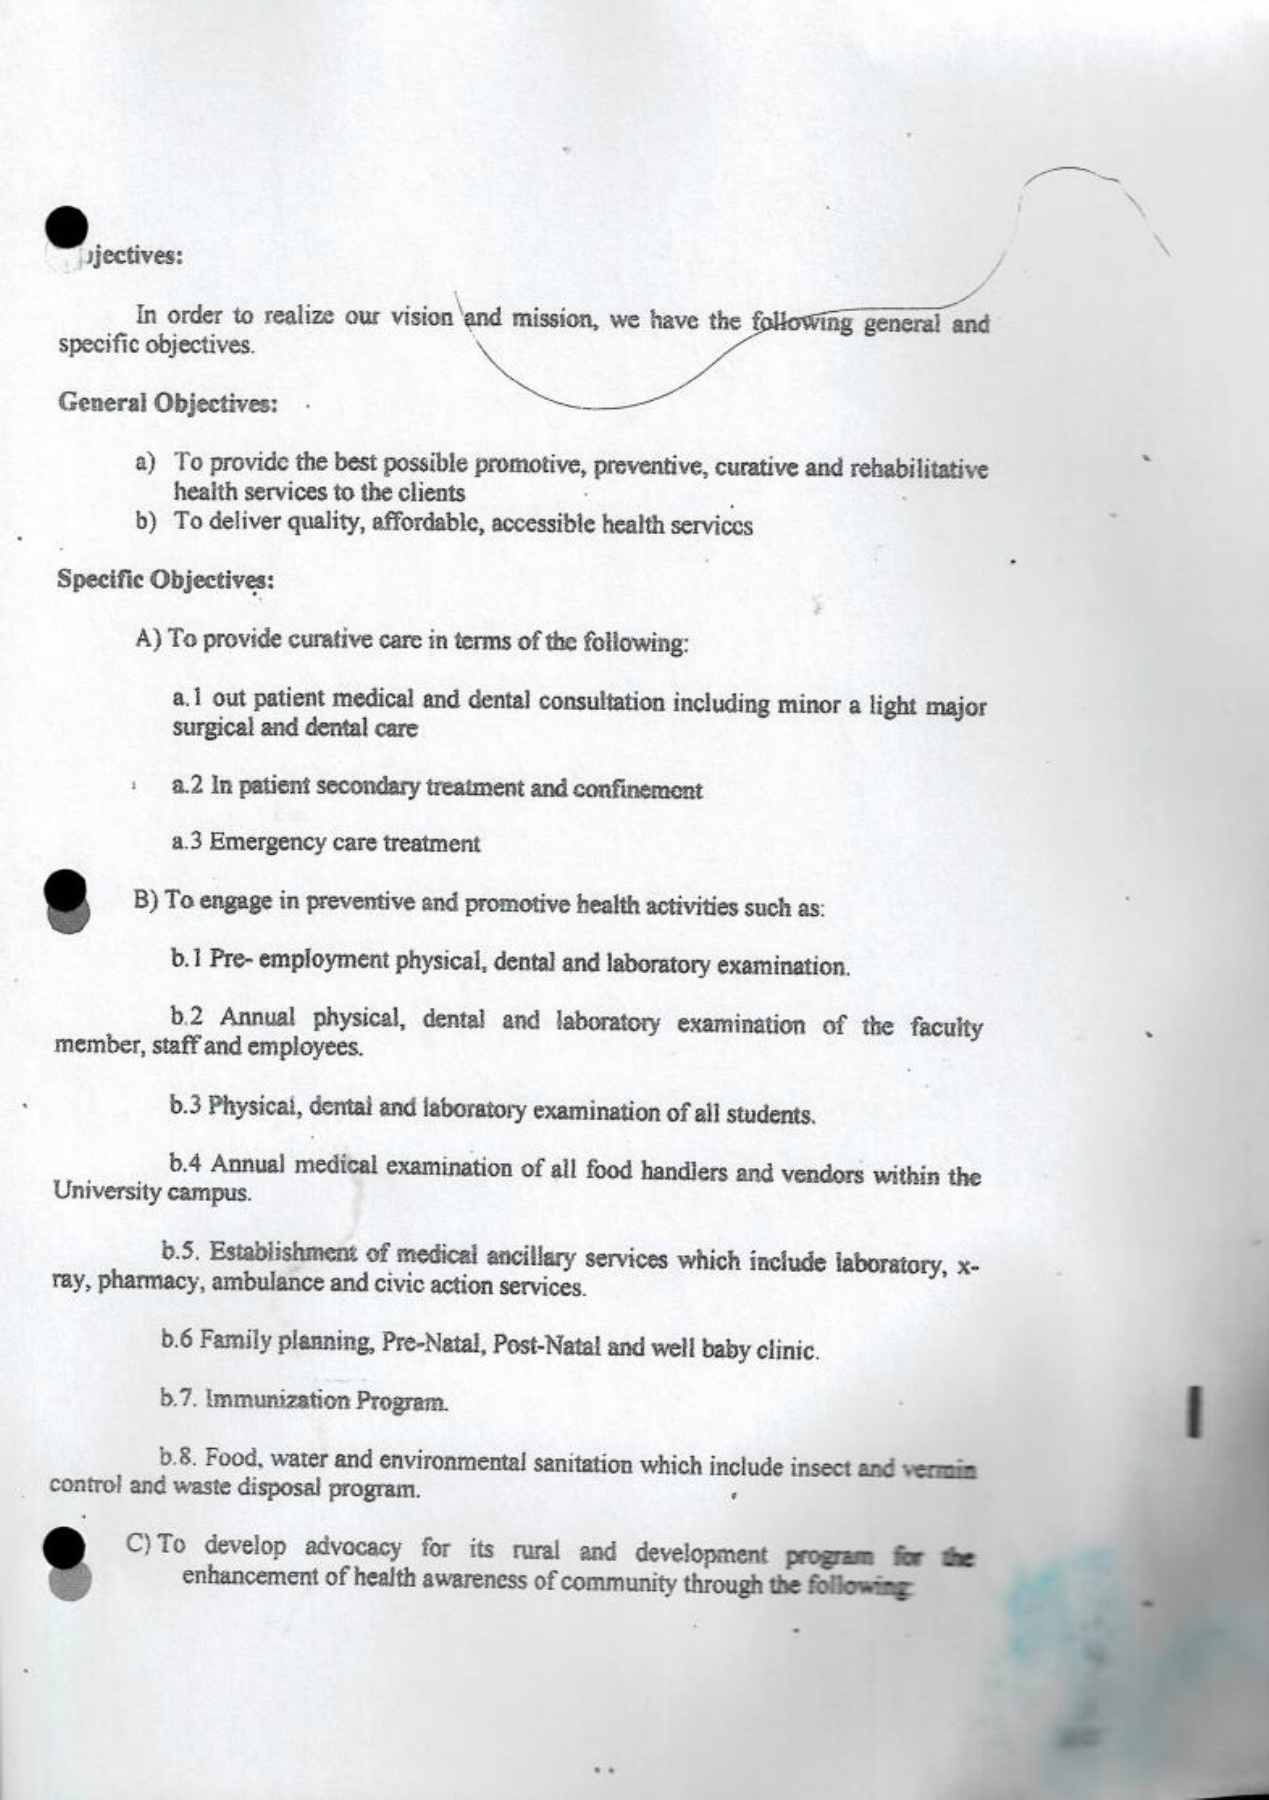 jectives:
In order to realize our vision and mission, we have the following general and
specific objectives.
General Objectives:
a) To provide the best possible promotive, preventive, curative and rehabilitative
health services to the clients
b) To deliver quality, affordable, accessible health services
Specific Objectives:
A) To provide curative care in terms of the following:
a.1 out patient medical and dental consultation including minor a light major
surgical and dental care
a.2 In patient secondary treatment and confinement
a.3 Emergency care treatment
B) To engage in preventive and promotive health activities such as:
b.1 Pre- employment physical, dental and laboratory examination.
b.2 Annual physical, dental and laboratory examination of the faculty
member, staff and employees.
b.3 Physical, dental and laboratory examination of all students.
b.4 Annual medical examination of all food handlers and vendors within the
University campus.
b.5. Establishment of medical ancillary services which include laboratory, x-
ray, pharmacy, ambulance and civic action services.
b.6 Family planning, Pre-Natal, Post-Natal and well baby clinic.
b.7. Immunization Program.
b.8. Food, water and environmental sanitation which include insect and vermin
control and waste disposal program.
C) To develop advocacy for its rural and development program for the
enhancement of health awareness of community through the following: